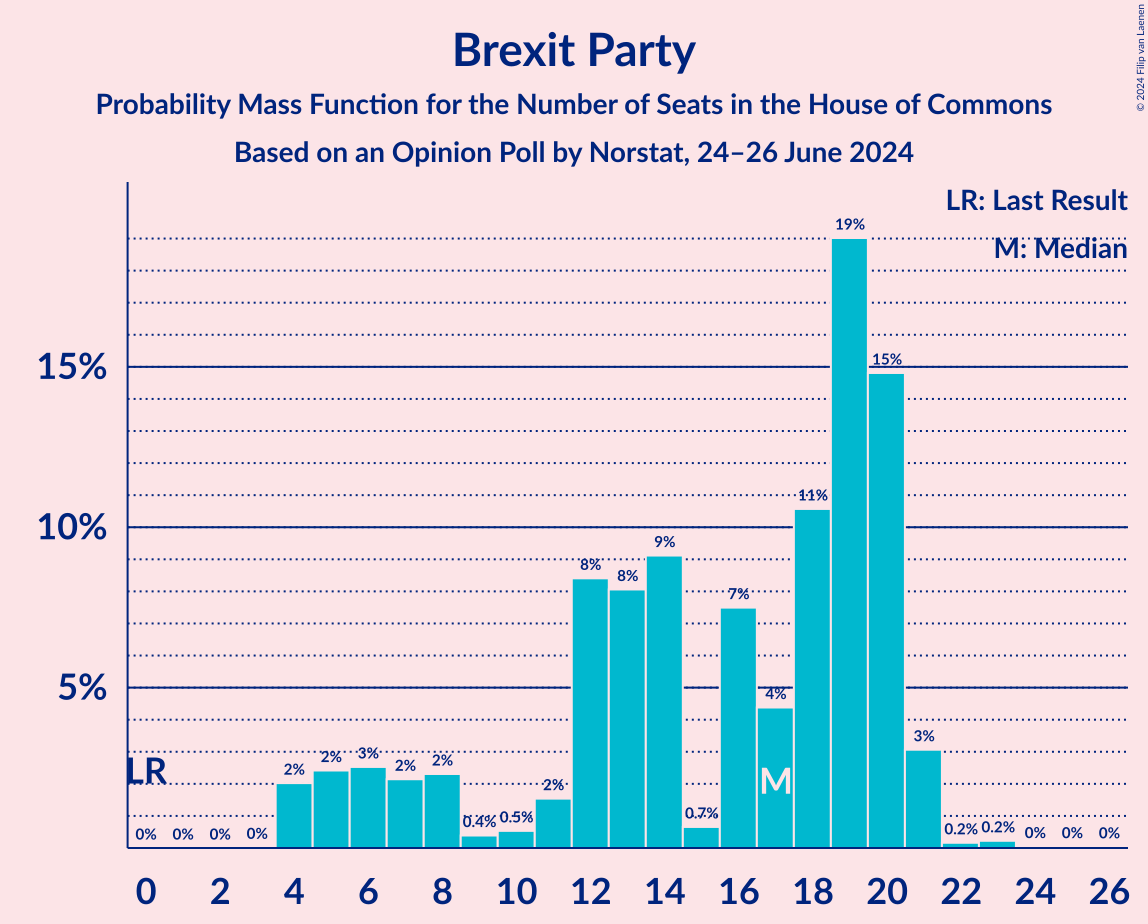 Brexit Party
Probability Mass Function for the Number of Seats in the House of Commons
Based on an Opinion Poll by Norstat, 24–26 June 2024
© 2024 Filip van Laenen
LR: Last Result
M: Median
15%
10%
5%
LR
M
0% 0% 0% 0% 2% 2% 3% 2% 2% 0.4% 0.5% 2% 8% 8% 9% 0.7% 7% 4% 11% 19% 15% 3% 0.2% 0.2% 0% 0% 0%
0 2 4 6 8 10 12 14 16 18 20 22 24 26